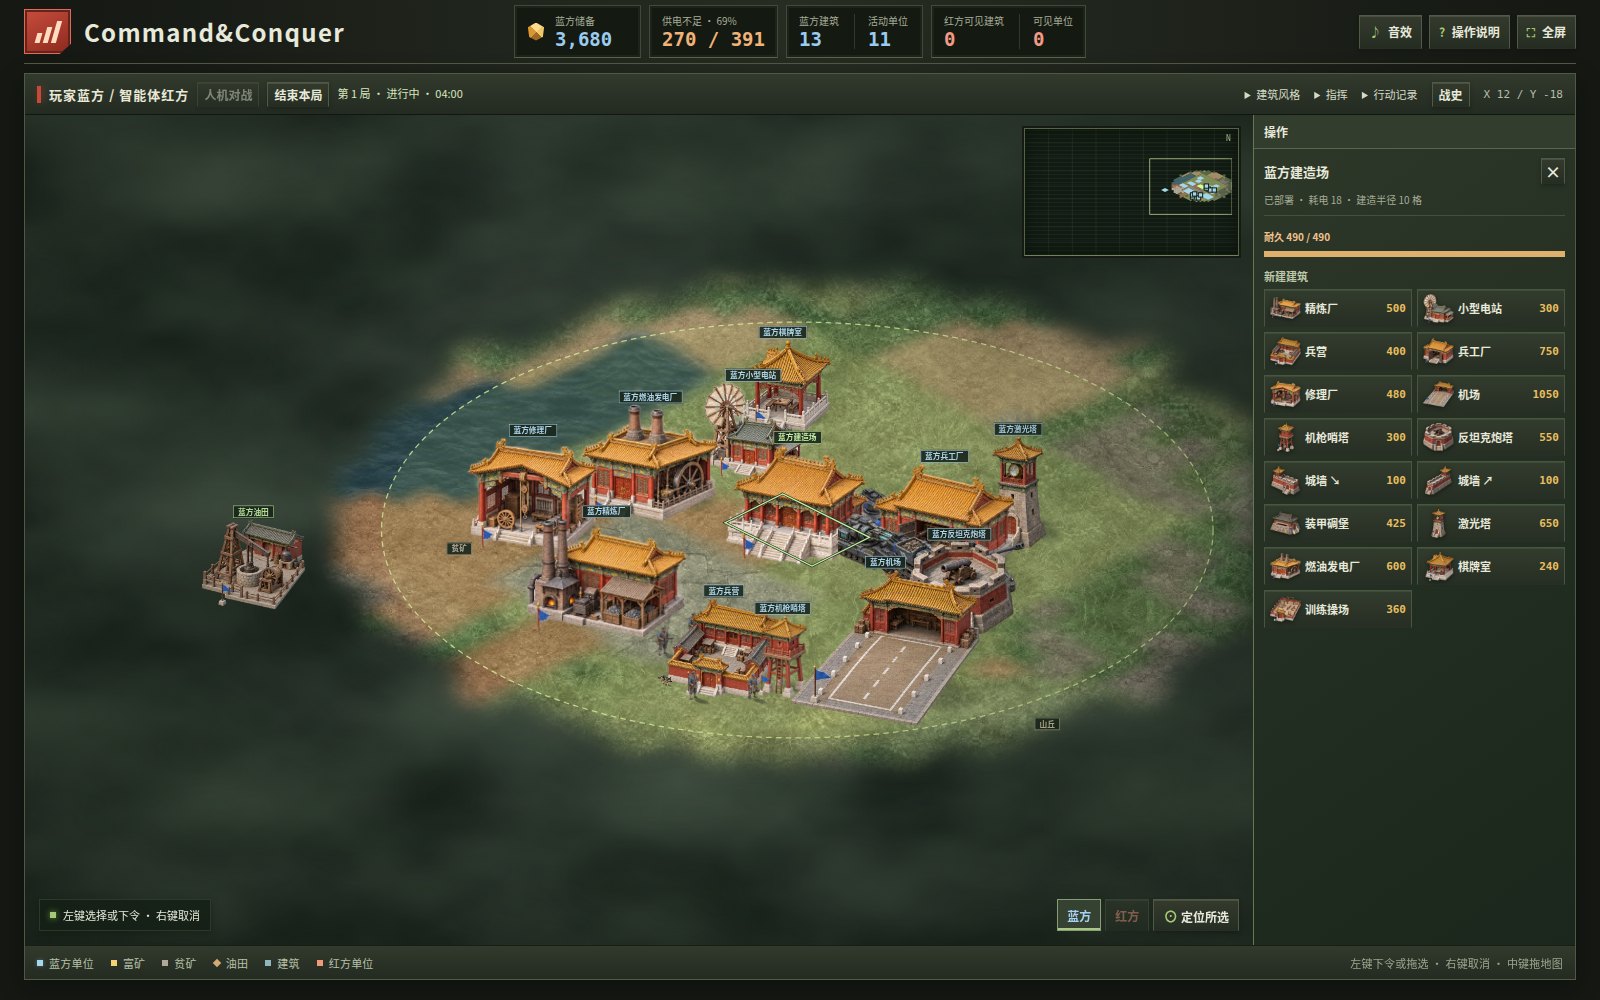 Command&Conquer
蓝方储备
3,680
供电不足 · 69%
270 / 391
蓝方建筑
13
活动单位
11
红方可见建筑
0
可见单位
0
♪ 音效
? 操作说明
全屏
玩家蓝方 / 智能体红方
人机对战
结束本局
第 1 局 · 进行中 · 04:00
▶ 建筑风格
▶ 指挥
▶ 行动记录
战史
X 12 / Y -18
N
蓝方棋牌室
蓝方小型电站
蓝方燃油发电厂
蓝方修理厂
蓝方建造场
蓝方激光塔
蓝方兵工厂
蓝方油田
蓝方精炼厂
蓝方反坦克炮塔
贫矿
蓝方机场
蓝方兵营
蓝方机枪哨塔
山丘
操作
蓝方建造场
×
已部署 · 耗电 18 · 建造半径 10 格
耐久 490 / 490
新建建筑
精炼厂 500
小型电站 300
兵营 400
兵工厂 750
修理厂 480
机场 1050
机枪哨塔 300
反坦克炮塔 550
城墙 ↘ 100
城墙 ↗ 100
装甲碉堡 425
激光塔 650
燃油发电厂 600
棋牌室 240
训练操场 360
左键选择或下令 · 右键取消
蓝方
红方
定位所选
蓝方单位
富矿
贫矿
油田
建筑
红方单位
左键下令或拖选 · 右键取消 · 中键拖地图